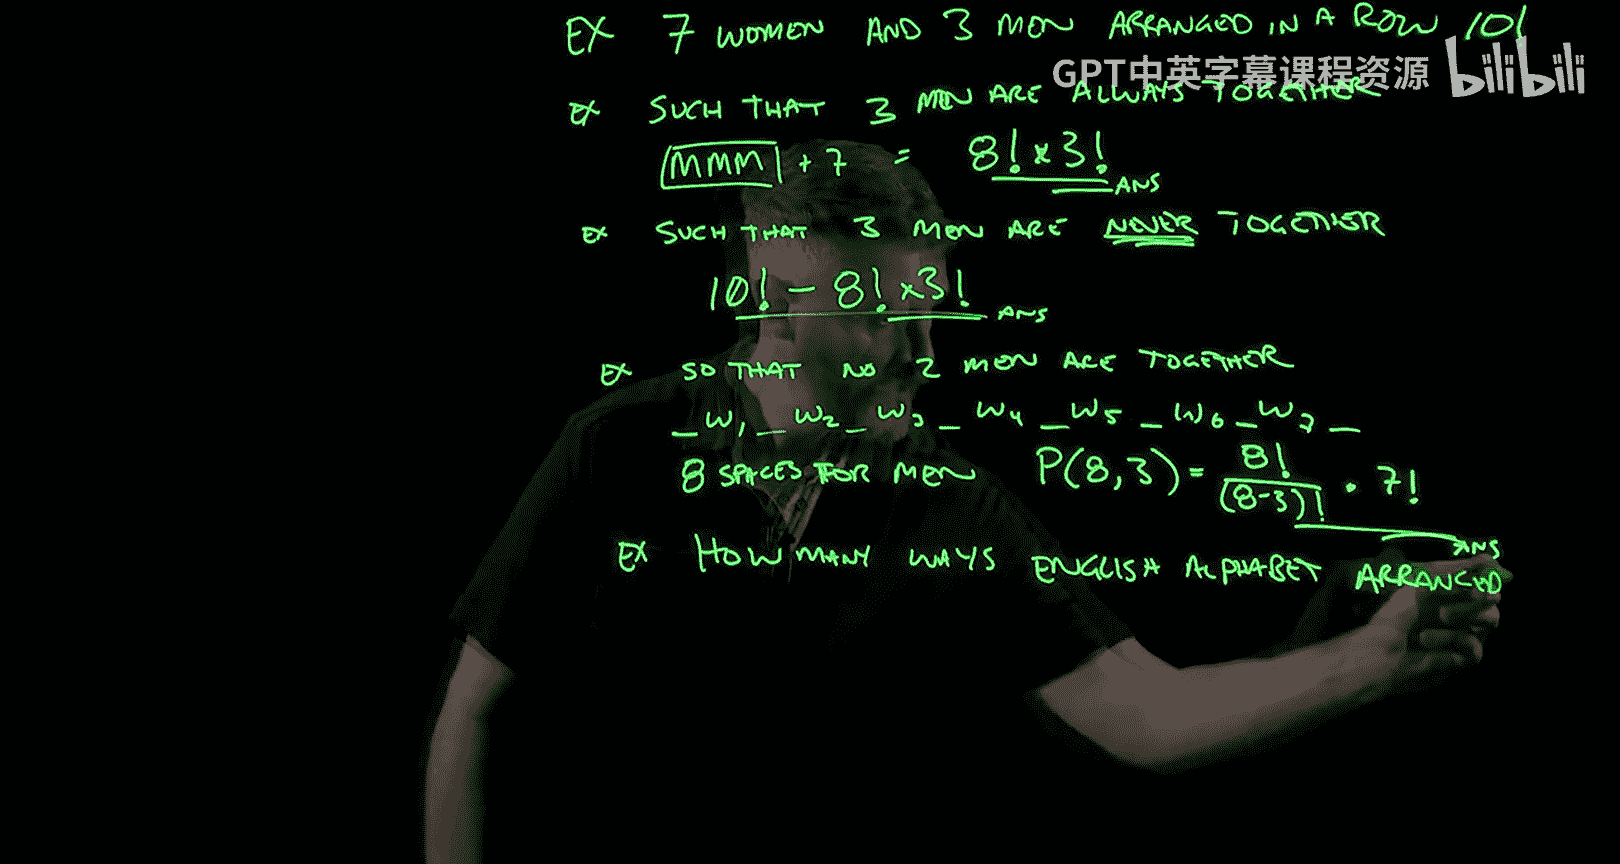 EX 7 WOMEN AND 3 MEN ARRANGED IN A ROW 10!
GPT中英字幕课程资源 bilibili
EX SUCH THAT 3 MEN ARE ALWAYS TOGETHER
MMM + 7 = 8! × 3! ANS
EX SUCH THAT 3 MEN ARE NEVER TOGETHER
10! - 8! × 3! ANS
EX SO THAT NO 2 MEN ARE TOGETHER
_ W1 _ W2 _ W3 _ W4 _ W5 _ W6 _ W7 _
8 SPACES FOR MEN P(8,3) = 8!/(8-3)! · 7!
ANS
EX HOW MANY WAYS ENGLISH ALPHABET ARRANGED